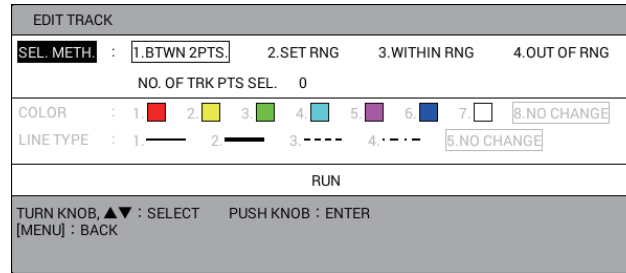 EDIT TRACK
SEL. METH. : 1.BTWN 2PTS. 2.SET RNG 3.WITHIN RNG 4.OUT OF RNG
NO. OF TRK PTS SEL. 0
COLOR : 1. 2. 3. 4. 5. 6. 7. 8.NO CHANGE
LINE TYPE : 1. 2. 3. 4. 5.NO CHANGE
RUN
TURN KNOB, ▲▼ : SELECT PUSH KNOB : ENTER
[MENU] : BACK